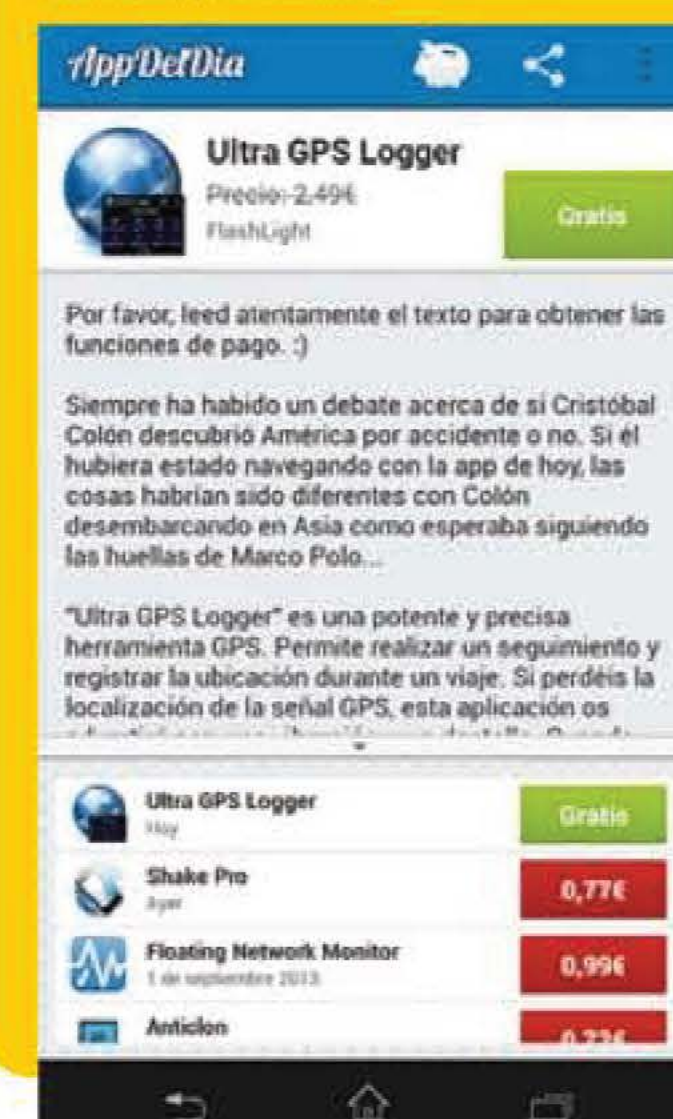 AppDelDia
Ultra GPS Logger
Precio: 2,49€
FlashLight
Gratis
Por favor, leed atentamente el texto para obtener las
funciones de pago. :)
Siempre ha habido un debate acerca de si Cristóbal
Colón descubrió América por accidente o no. Si él
hubiera estado navegando con la app de hoy, las
cosas habrían sido diferentes con Colón
desembarcando en Asia como esperaba siguiendo
las huellas de Marco Polo...
"Ultra GPS Logger" es una potente y precisa
herramienta GPS. Permite realizar un seguimiento y
registrar la ubicación durante un viaje. Si perdéis la
localización de la señal GPS, esta aplicación os
Ultra GPS Logger
Hoy
Gratis
Shake Pro
Ayer
0,77€
Floating Network Monitor
1 de septiembre 2013
0,99€
Anticlon